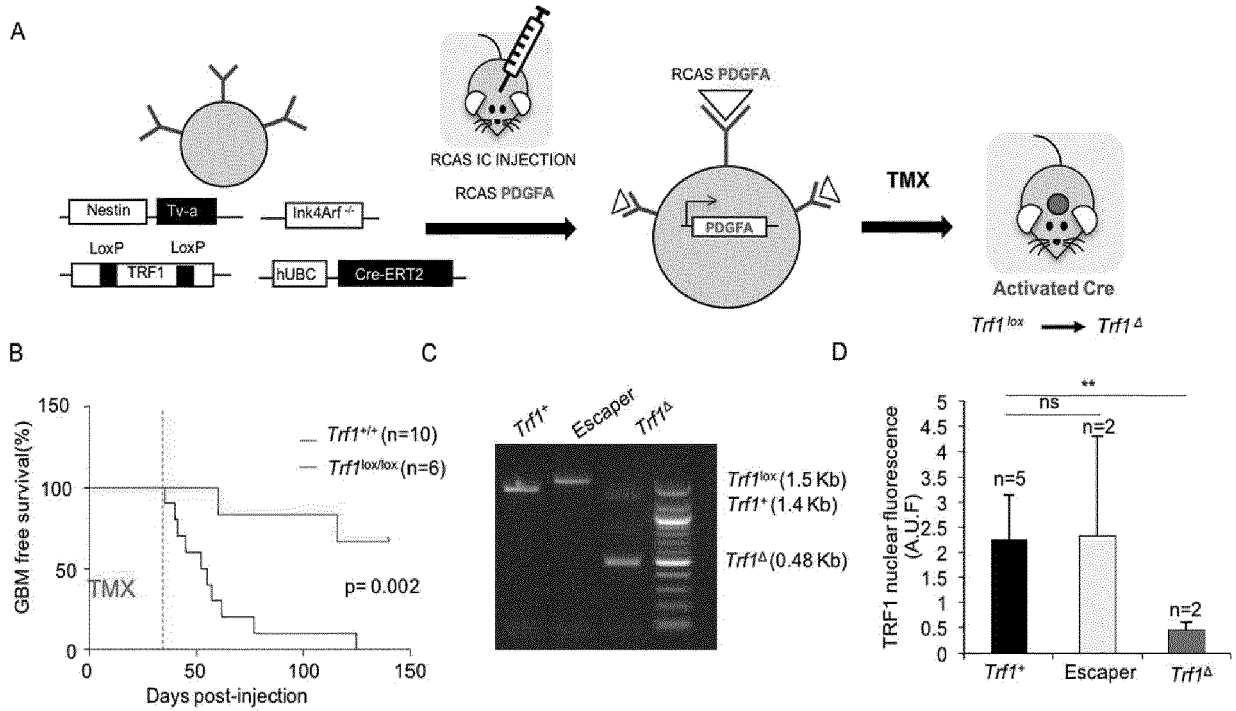 A
RCAS IC INJECTION
RCAS PDGFA
Nestin
Tv-a
Ink4Arf -/-
LoxP
LoxP
TRF1
hUBC
Cre-ERT2
RCAS PDGFA
PDGFA
TMX
Activated Cre
Trf1 lox
Trf1 Δ
B
GBM free survival(%)
150
100
50
0
0
50
100
150
Days post-injection
TMX
Trf1+/+ (n=10)
Trf1lox/lox (n=6)
p= 0.002
C
Trf1+
Escaper
Trf1Δ
Trf1lox (1.5 Kb)
Trf1+ (1.4 Kb)
Trf1Δ (0.48 Kb)
D
TRF1 nuclear fluorescence
(A.U.F)
5
4.5
4
3.5
3
2.5
2
1.5
1
0.5
0
**
ns
n=5
n=2
n=2
Trf1+
Escaper
Trf1Δ